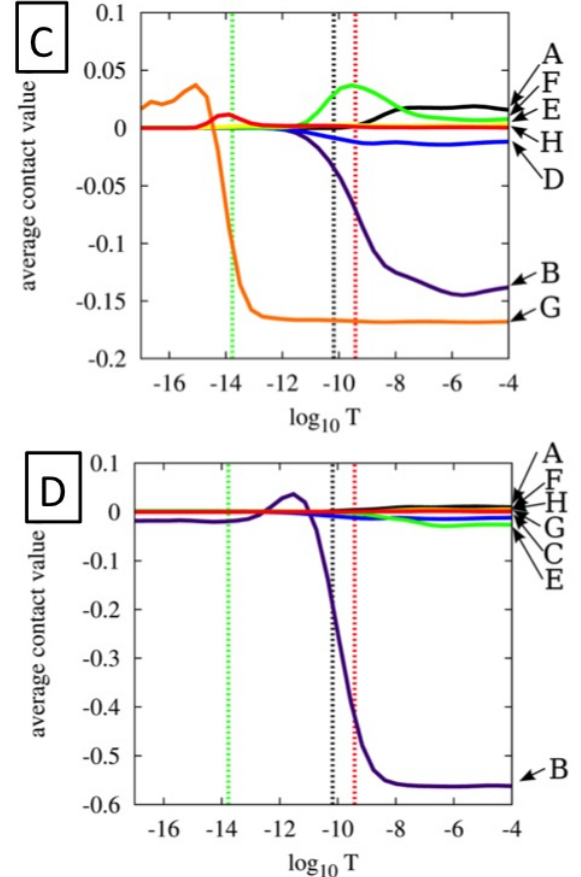 C
0.1
0.05
0
-0.05
-0.1
-0.15
-0.2
average contact value
-16 -14 -12 -10 -8 -6 -4
log10 T
A
F
E
H
D
B
G
D
0.1
0
-0.1
-0.2
-0.3
-0.4
-0.5
-0.6
average contact value
-16 -14 -12 -10 -8 -6 -4
log10 T
A
F
H
G
C
E
B